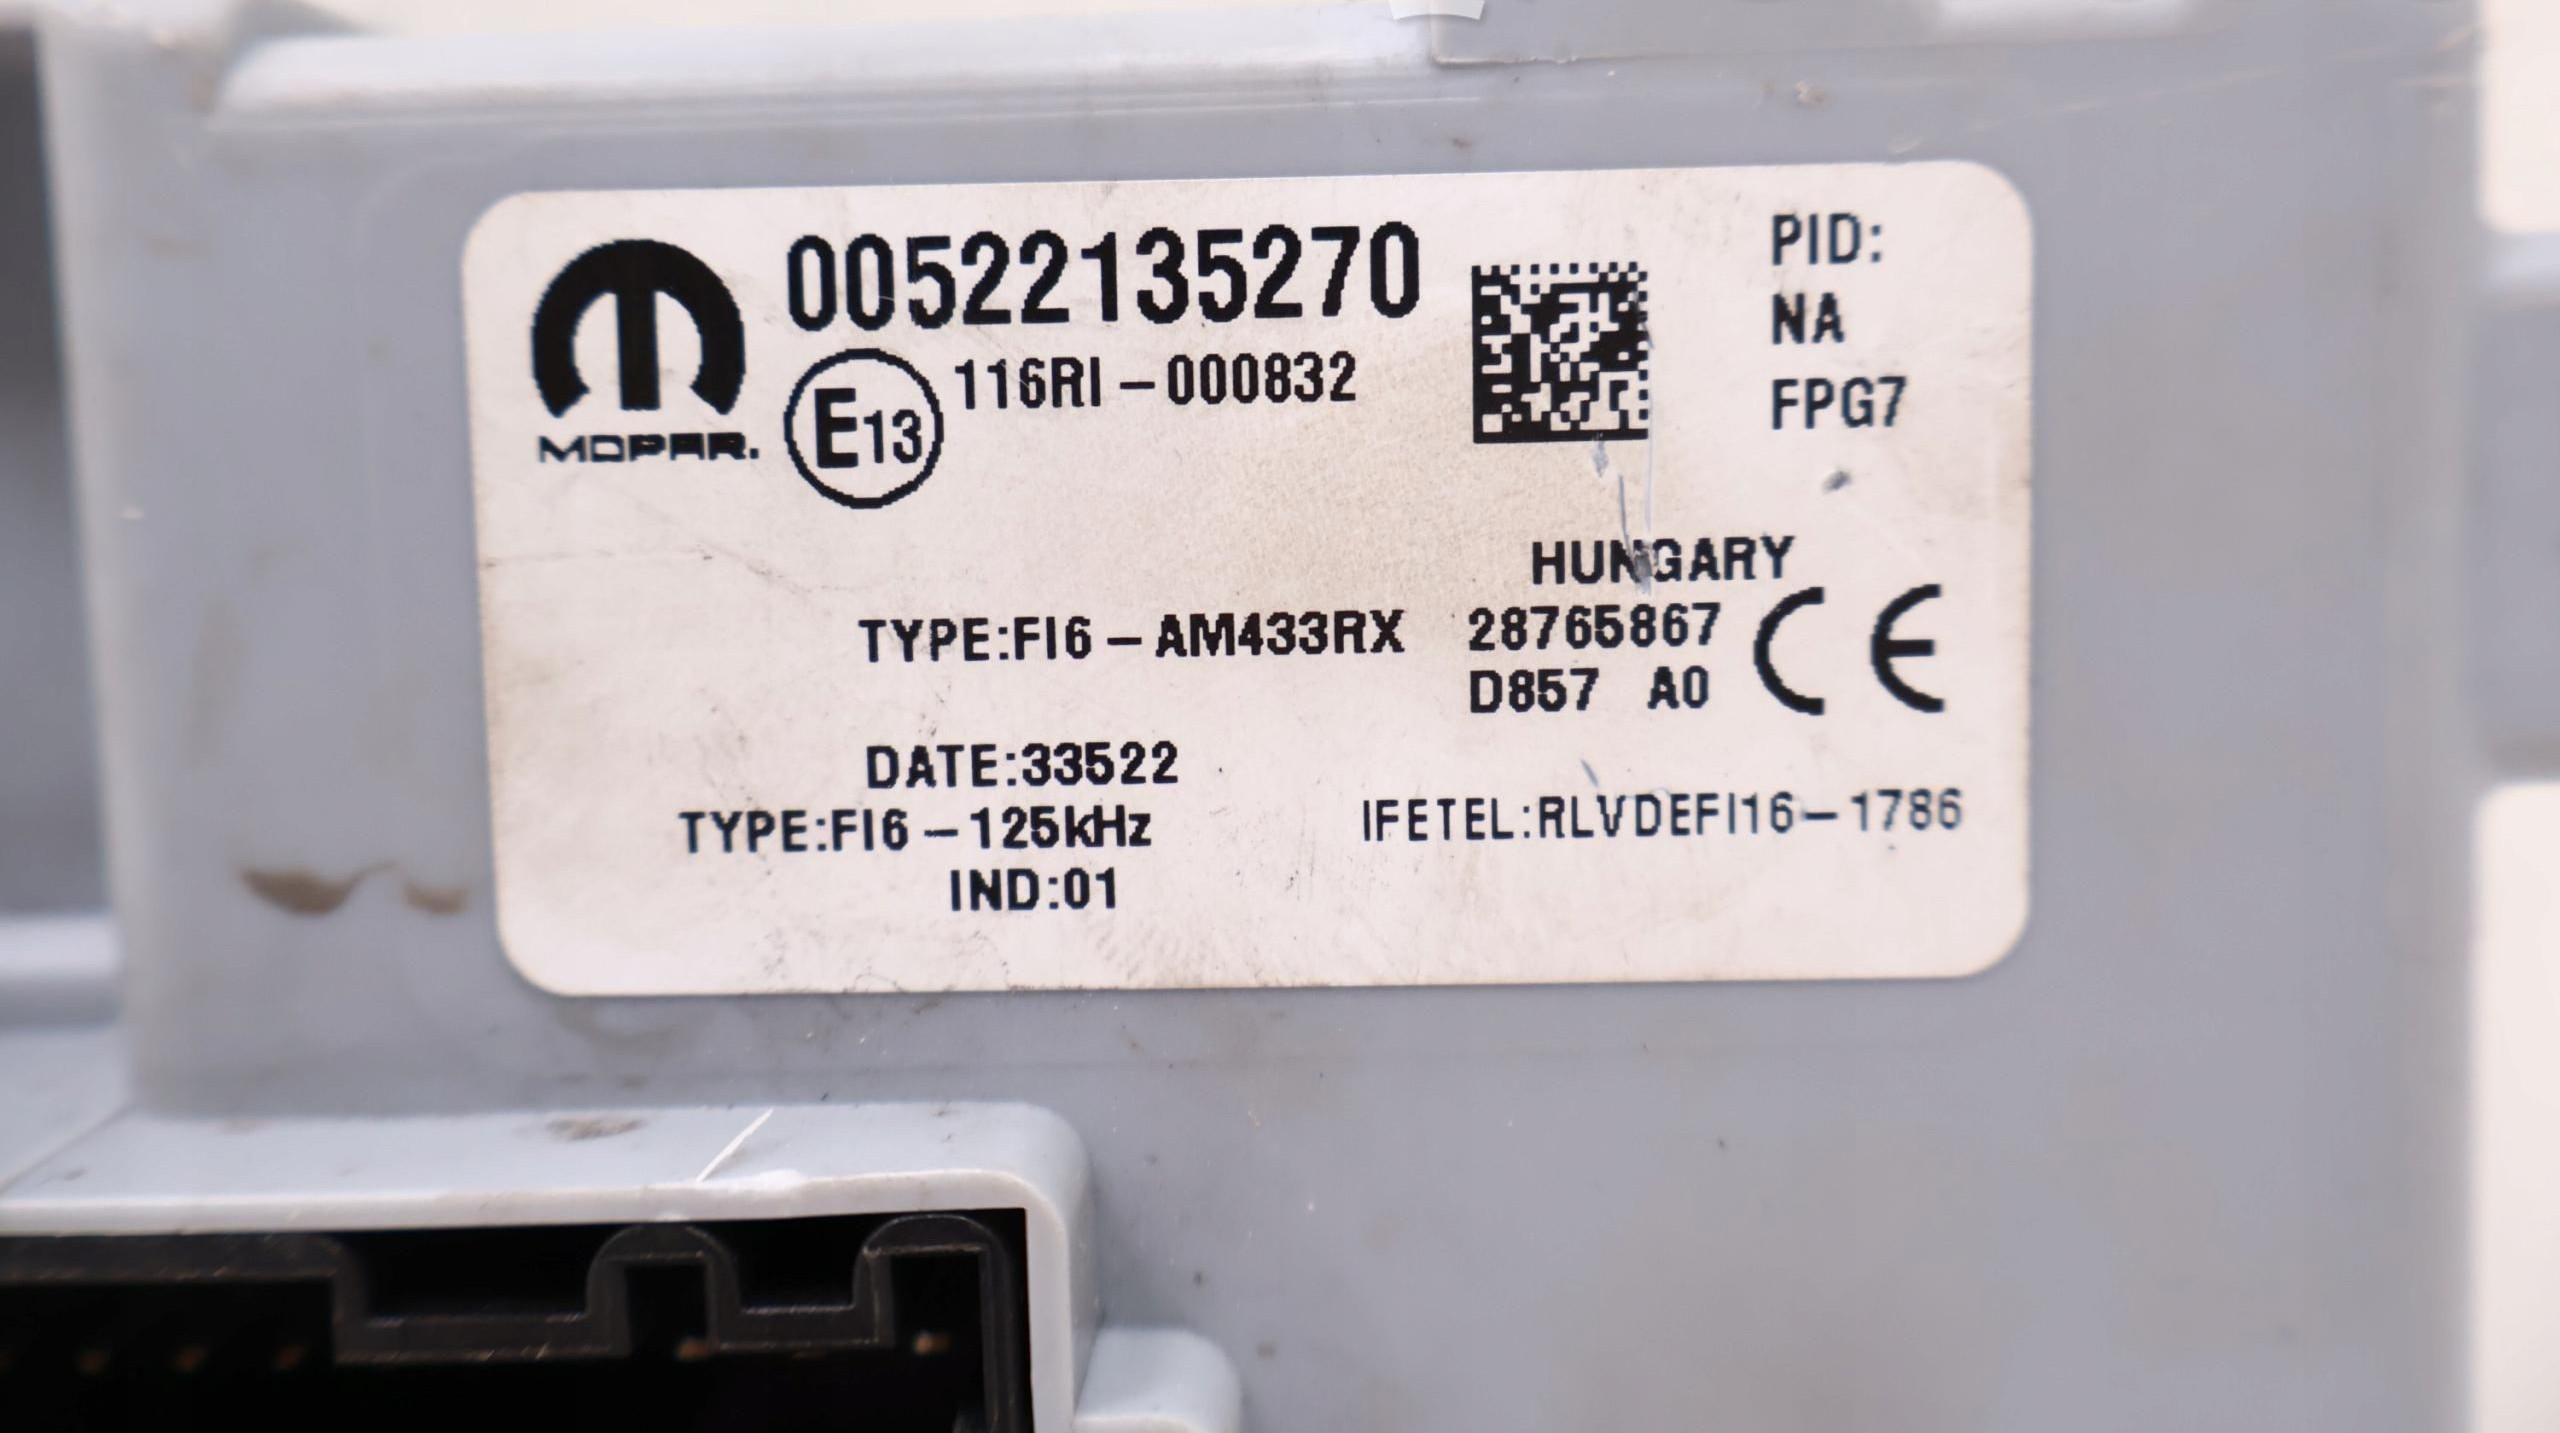 00522135270
MOPAR.
E13
116RI-000832
PID:
NA
FPG7
HUNGARY
TYPE:FI6-AM433RX
28765867
D857 A0
CE
DATE:33522
TYPE:FI6-125kHz
IFETEL:RLVDEFI16-1786
IND:01